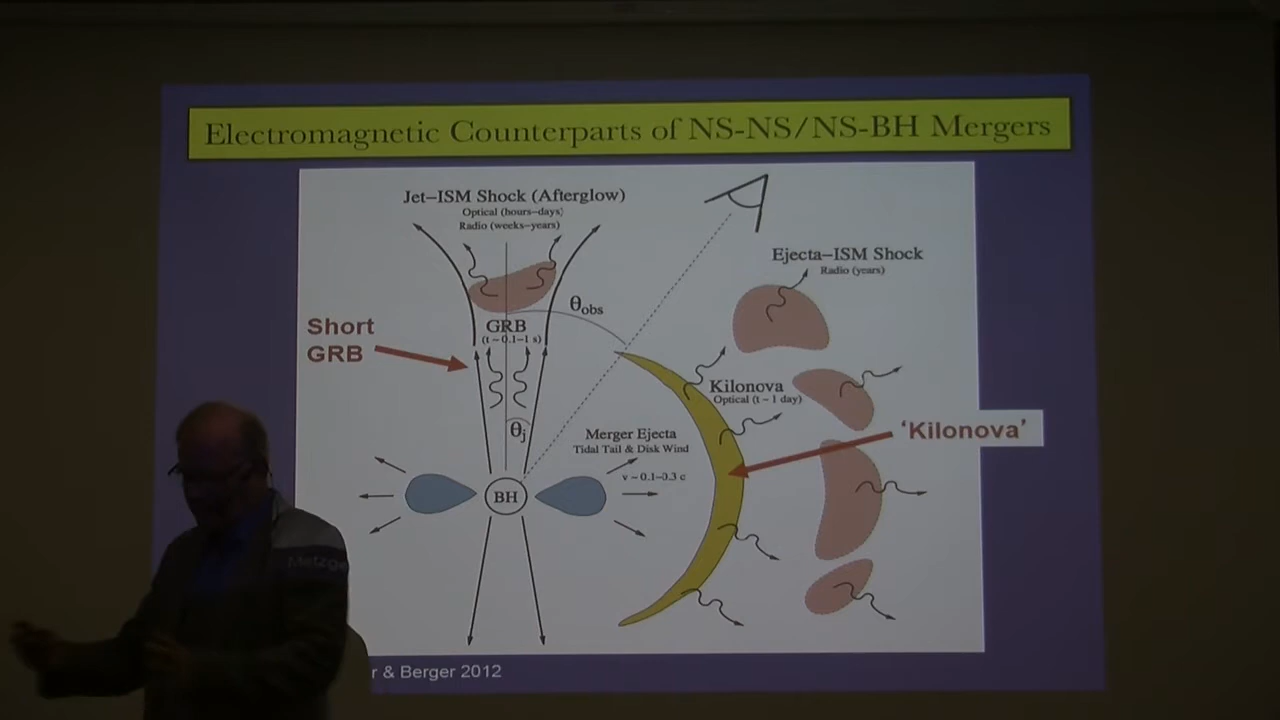 Electromagnetic Counterparts of NS-NS/NS-BH Mergers
Jet–ISM Shock (Afterglow)
Optical (hours–days)
Radio (weeks–years)
Ejecta–ISM Shock
Radio (years)
θobs
Short
GRB
GRB
(t ~ 0.1–1 s)
Kilonova
Optical (t ~ 1 day)
'Kilonova'
θj
Merger Ejecta
Tidal Tail & Disk Wind
v ~ 0.1–0.3 c
BH
Metzge
r & Berger 2012